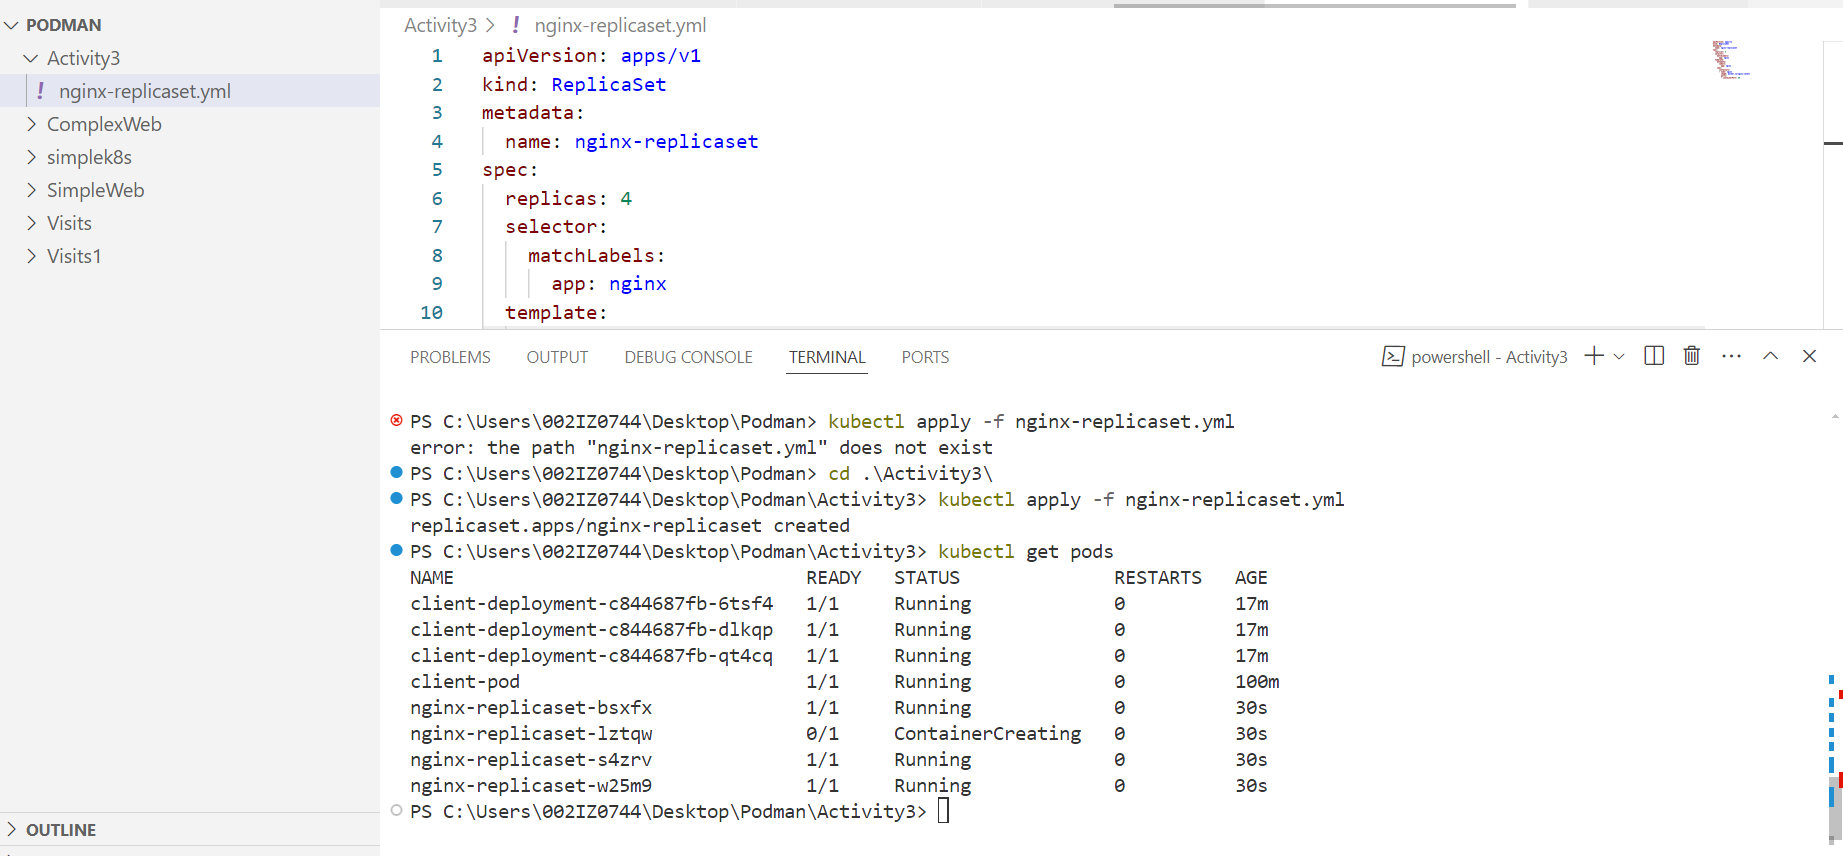 PODMAN
Activity3
! nginx-replicaset.yml
ComplexWeb
simplek8s
SimpleWeb
Visits
Visits1
OUTLINE
Activity3 > ! nginx-replicaset.yml
1 apiVersion: apps/v1
2 kind: ReplicaSet
3 metadata:
4 name: nginx-replicaset
5 spec:
6 replicas: 4
7 selector:
8 matchLabels:
9 app: nginx
10 template:
PROBLEMS OUTPUT DEBUG CONSOLE TERMINAL PORTS powershell - Activity3
PS C:\Users\002IZ0744\Desktop\Podman> kubectl apply -f nginx-replicaset.yml
error: the path "nginx-replicaset.yml" does not exist
PS C:\Users\002IZ0744\Desktop\Podman> cd .\Activity3\
PS C:\Users\002IZ0744\Desktop\Podman\Activity3> kubectl apply -f nginx-replicaset.yml
replicaset.apps/nginx-replicaset created
PS C:\Users\002IZ0744\Desktop\Podman\Activity3> kubectl get pods
NAME READY STATUS RESTARTS AGE
client-deployment-c844687fb-6tsf4 1/1 Running 0 17m
client-deployment-c844687fb-dlkqp 1/1 Running 0 17m
client-deployment-c844687fb-qt4cq 1/1 Running 0 17m
client-pod 1/1 Running 0 100m
nginx-replicaset-bsxfx 1/1 Running 0 30s
nginx-replicaset-lztqw 0/1 ContainerCreating 0 30s
nginx-replicaset-s4zrv 1/1 Running 0 30s
nginx-replicaset-w25m9 1/1 Running 0 30s
PS C:\Users\002IZ0744\Desktop\Podman\Activity3>